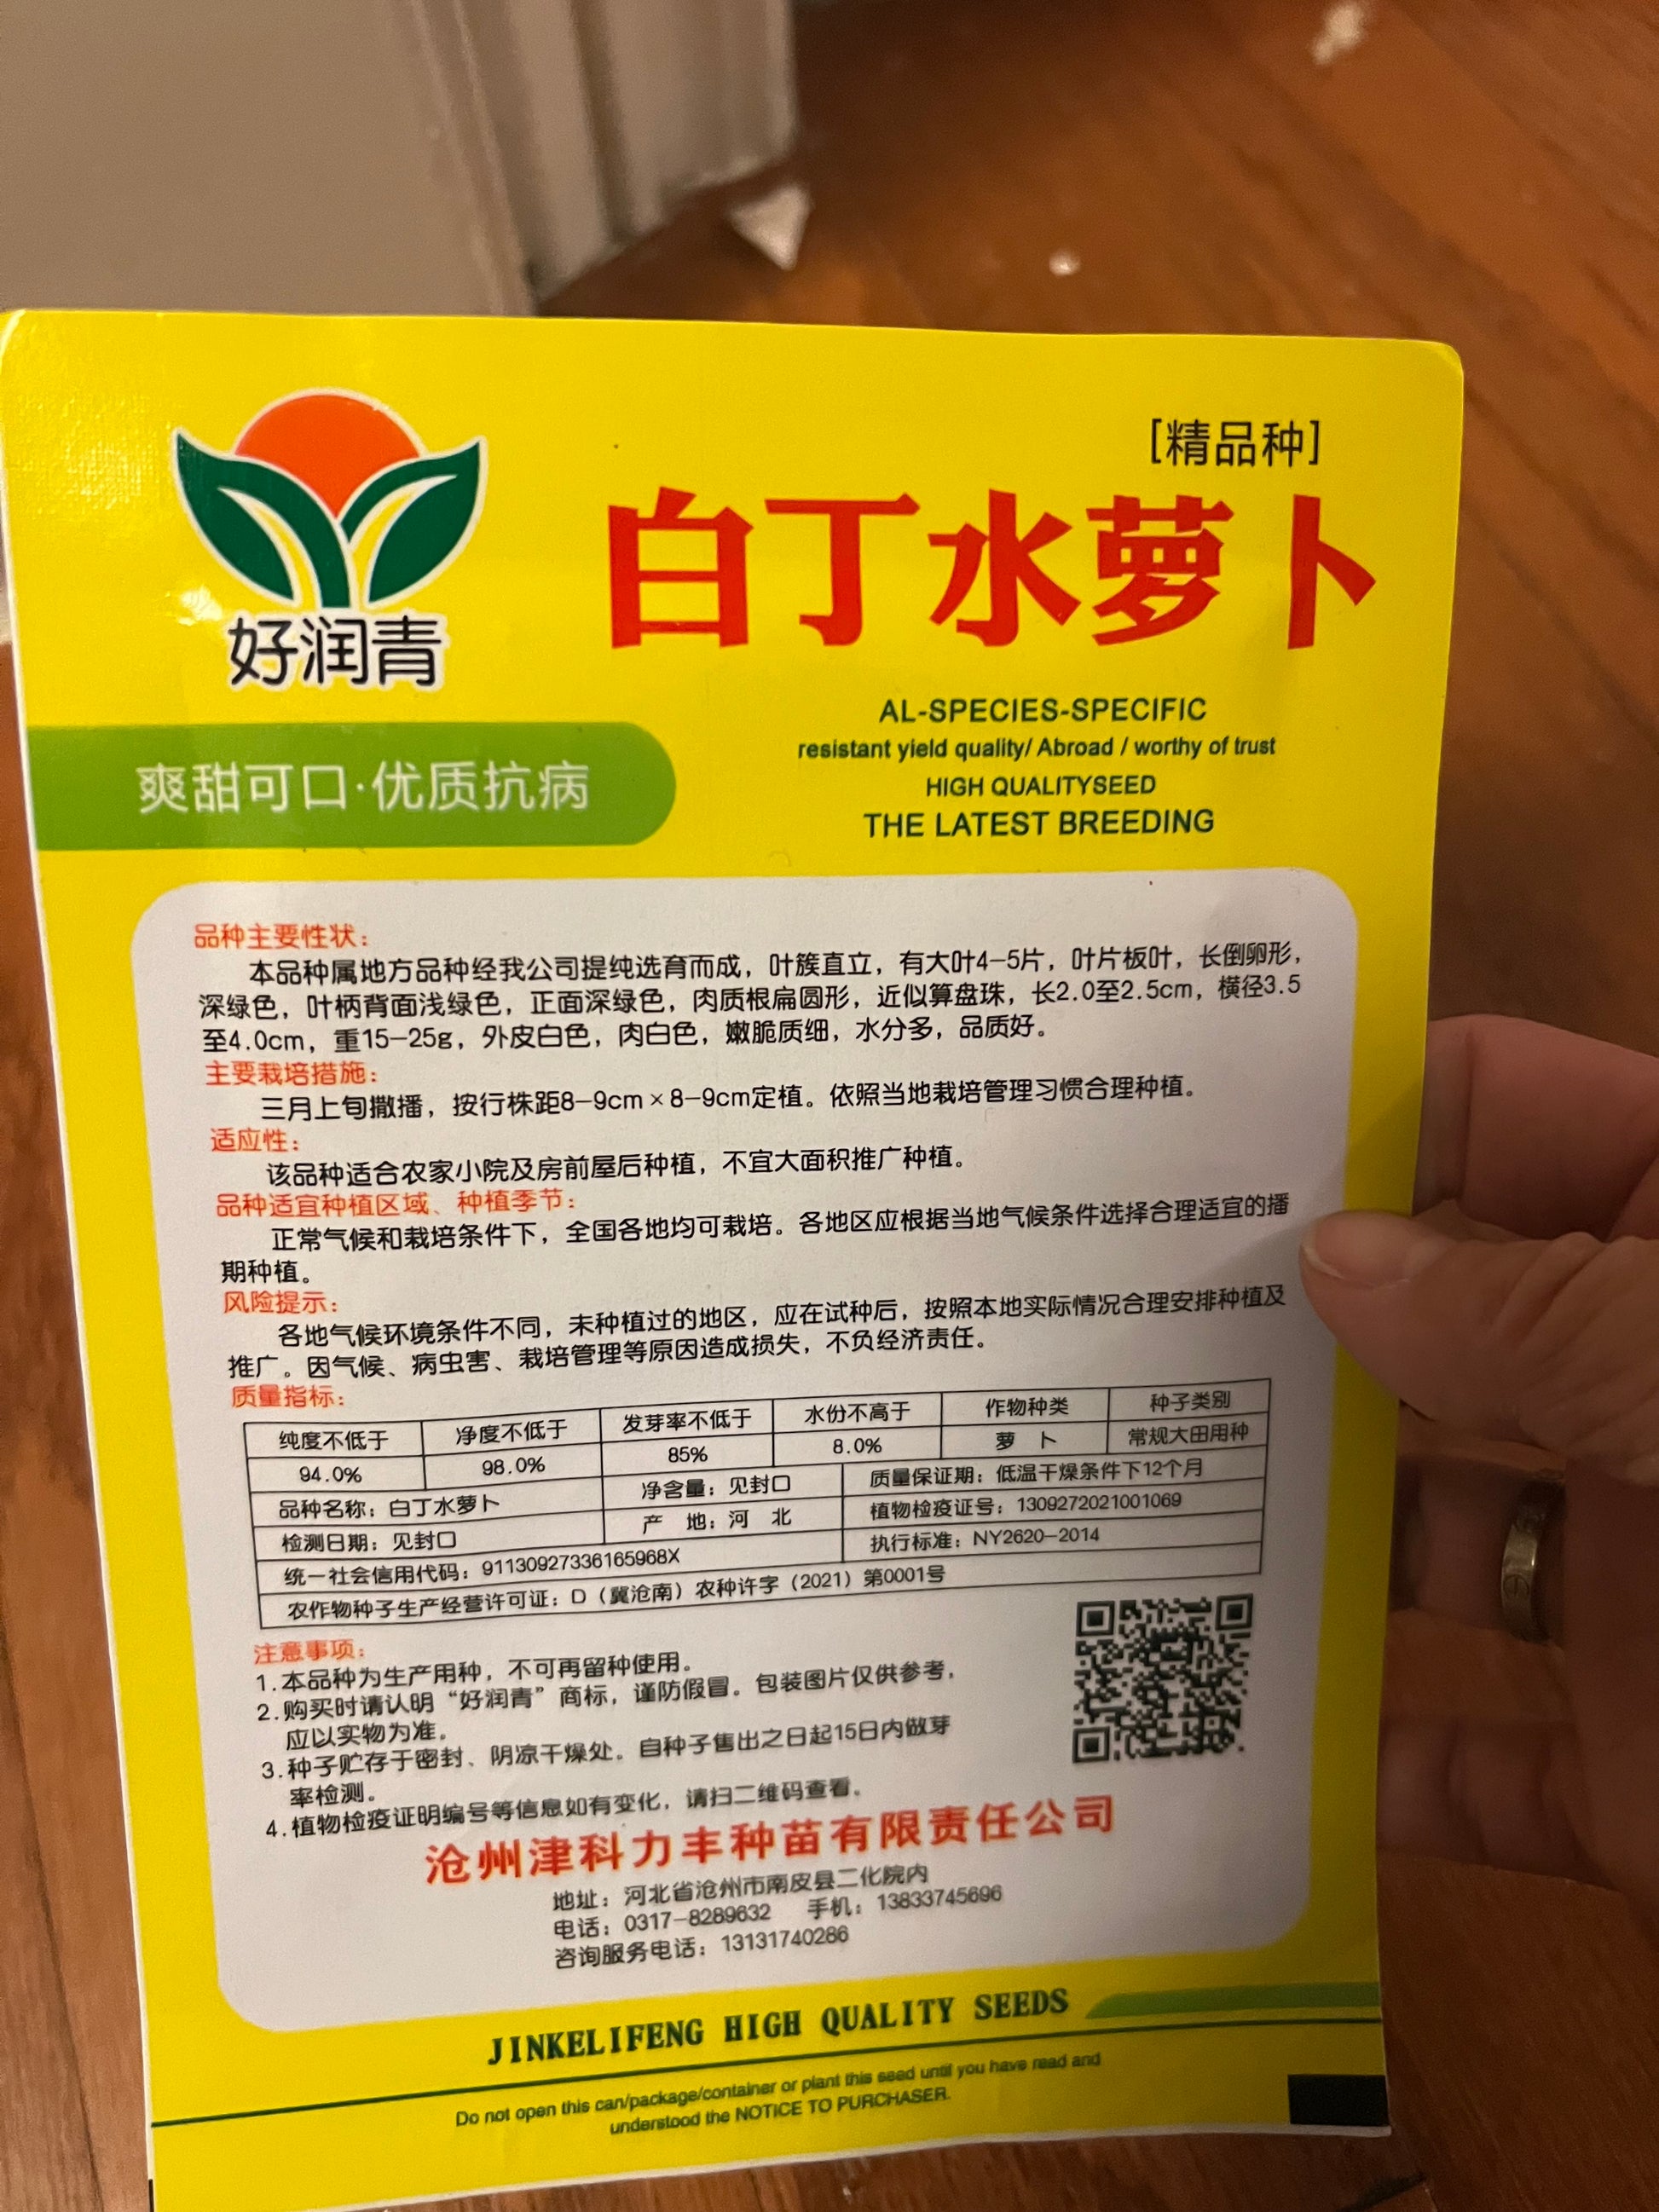 [精品种]
白丁水萝卜
好润青
AL-SPECIES-SPECIFIC
resistant yield quality/ Abroad / worthy of trust
HIGH QUALITYSEED
THE LATEST BREEDING
爽甜可口·优质抗病
品种主要性状：
本品种属地方品种经我公司提纯选育而成，叶簇直立，有大叶4-5片，叶片板叶，长倒卵形，
深绿色，叶柄背面浅绿色，正面深绿色，肉质根扁圆形，近似算盘珠，长2.0至2.5cm，横径3.5
至4.0cm，重15-25g，外皮白色，肉白色，嫩脆质细，水分多，品质好。
主要栽培措施：
三月上旬撒播，按行株距8-9cm×8-9cm定植。依照当地栽培管理习惯合理种植。
适应性：
该品种适合农家小院及房前屋后种植，不宜大面积推广种植。
品种适宜种植区域、种植季节：
正常气候和栽培条件下，全国各地均可栽培。各地区应根据当地气候条件选择合理适宜的播
期种植。
风险提示：
各地气候环境条件不同，未种植过的地区，应在试种后，按照本地实际情况合理安排种植及
推广。因气候、病虫害、栽培管理等原因造成损失，不负经济责任。
质量指标：
纯度不低于 净度不低于 发芽率不低于 水份不高于 作物种类 种子类别
94.0% 98.0% 85% 8.0% 萝 卜 常规大田用种
品种名称：白丁水萝卜 净含量：见封口 质量保证期：低温干燥条件下12个月
检测日期：见封口 产 地：河 北 植物检疫证号：1309272021001069
统一社会信用代码：91130927336165968X 执行标准：NY2620-2014
农作物种子生产经营许可证：D（冀沧南）农种许字（2021）第0001号
注意事项：
1.本品种为生产用种，不可再留种使用。
2.购买时请认明“好润青”商标，谨防假冒。包装图片仅供参考，
应以实物为准。
3.种子贮存于密封、阴凉干燥处。自种子售出之日起15日内做芽
率检测。
4.植物检疫证明编号等信息如有变化，请扫二维码查看。
沧州津科力丰种苗有限责任公司
地址：河北省沧州市南皮县二化院内
电话：0317-8289632 手机：13833745696
咨询服务电话：13131740286
JINKELIFENG HIGH QUALITY SEEDS
Do not open this can/package/container or plant this seed until you have read and
understood the NOTICE TO PURCHASER.